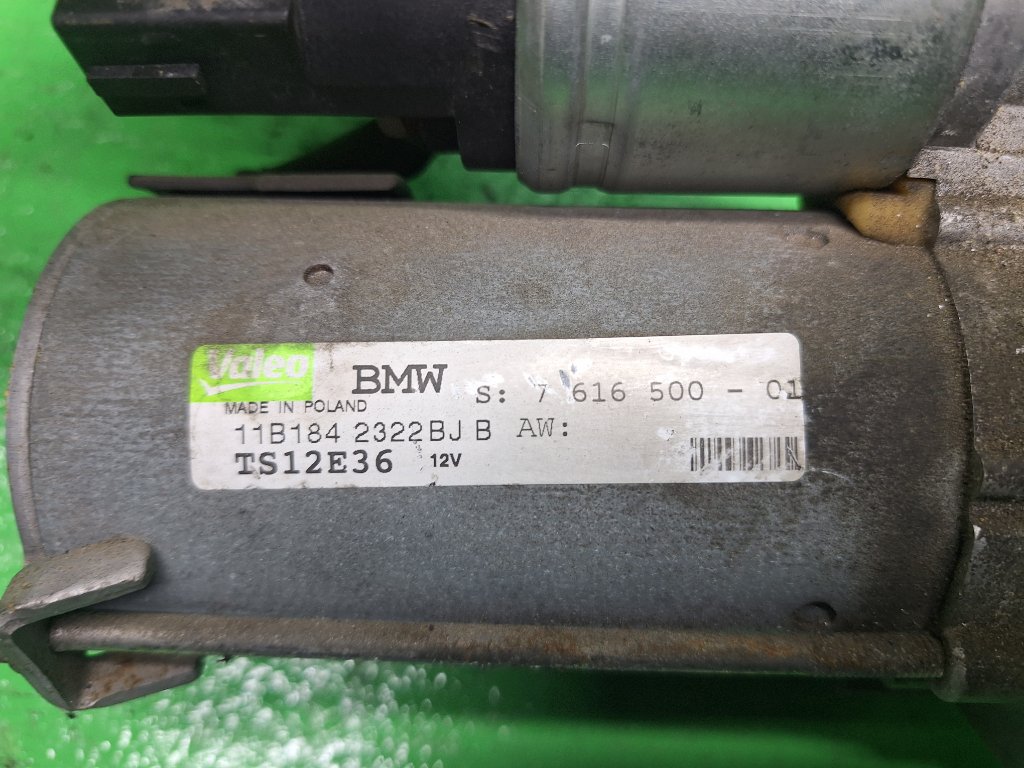 Valeo BMW S: 7 616 500 - 01
MADE IN POLAND
11B184 2322BJ B AW:
TS12E36 12V